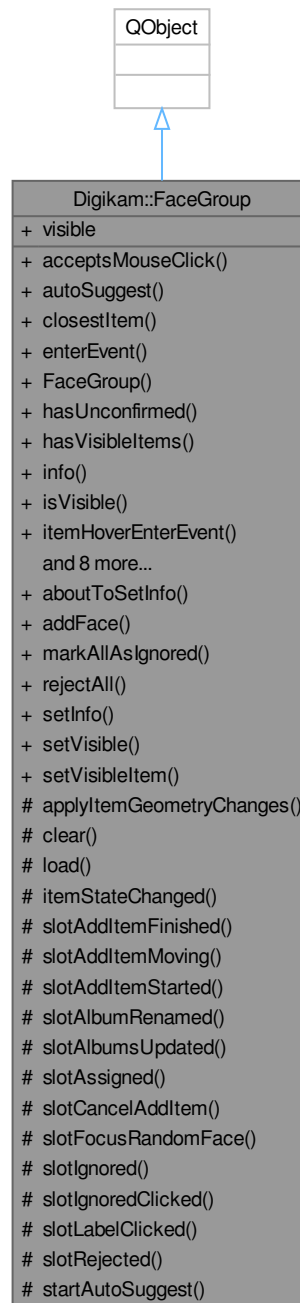 QObject
Digikam::FaceGroup
+ visible
+ acceptsMouseClick()
+ autoSuggest()
+ closestItem()
+ enterEvent()
+ FaceGroup()
+ hasUnconfirmed()
+ hasVisibleItems()
+ info()
+ isVisible()
+ itemHoverEnterEvent()
and 8 more...
+ aboutToSetInfo()
+ addFace()
+ markAllAsIgnored()
+ rejectAll()
+ setInfo()
+ setVisible()
+ setVisibleItem()
# applyItemGeometryChanges()
# clear()
# load()
# itemStateChanged()
# slotAddItemFinished()
# slotAddItemMoving()
# slotAddItemStarted()
# slotAlbumRenamed()
# slotAlbumsUpdated()
# slotAssigned()
# slotCancelAddItem()
# slotFocusRandomFace()
# slotIgnored()
# slotIgnoredClicked()
# slotLabelClicked()
# slotRejected()
# startAutoSuggest()